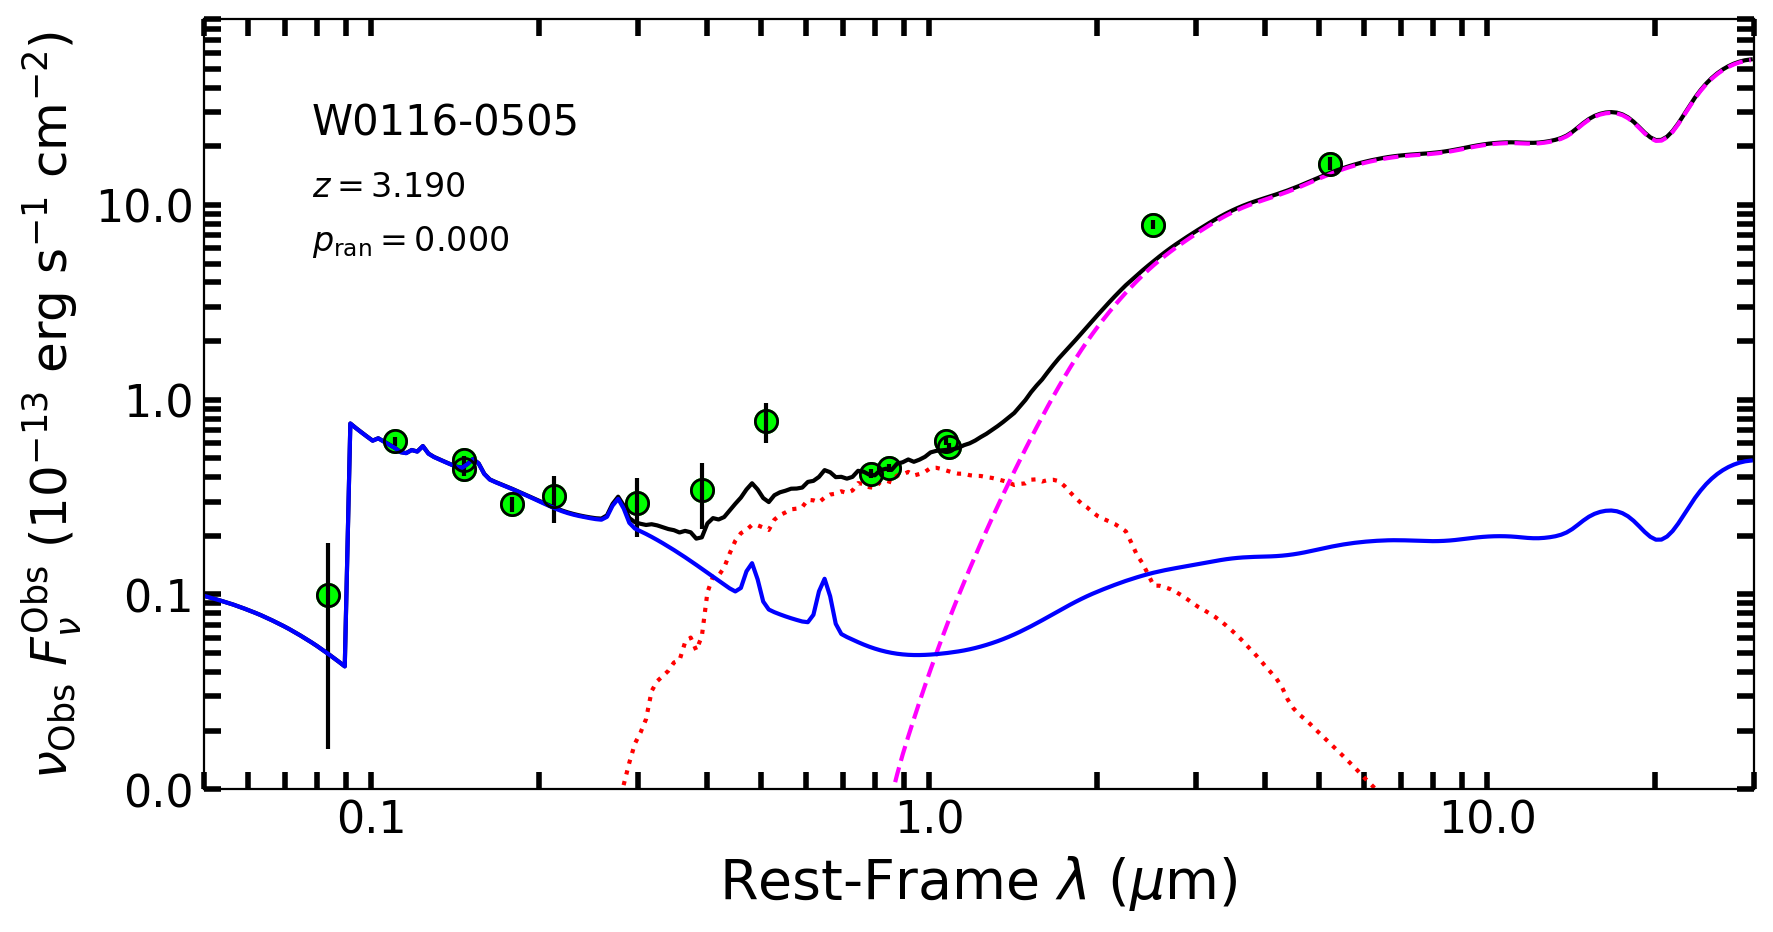 W0116-0505
z = 3.190
p_ran = 0.000
ν_Obs F_ν^Obs (10^−13 erg s^−1 cm^−2)
10.0
1.0
0.1
0.0
0.1 1.0 10.0
Rest-Frame λ (μm)